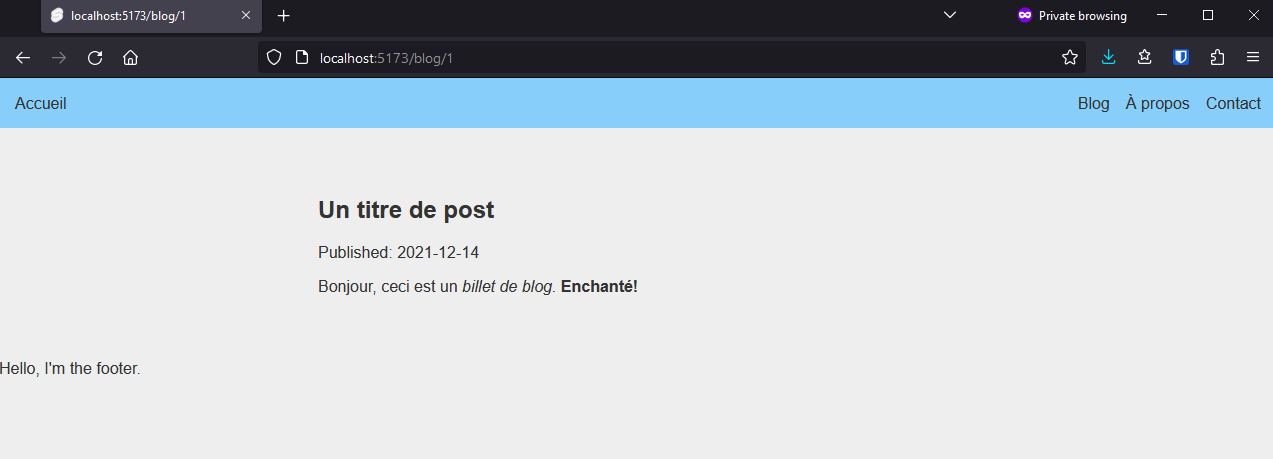 localhost:5173/blog/1
Private browsing
localhost:5173/blog/1
Accueil Blog À propos Contact
Un titre de post
Published: 2021-12-14
Bonjour, ceci est un billet de blog. Enchanté!
Hello, I'm the footer.